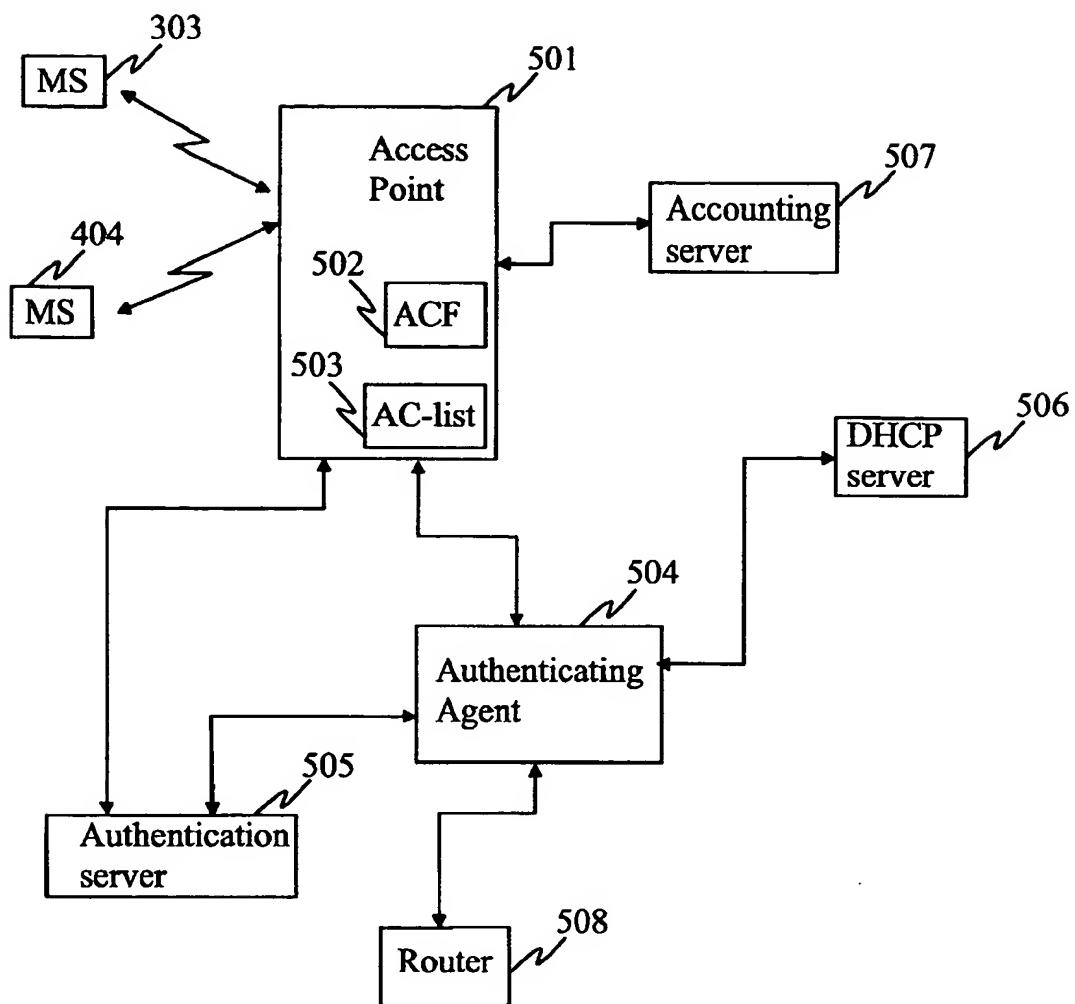 303
MS
501
Access
Point
507
Accounting
server
404
MS
502
ACF
503
AC-list
506
DHCP
server
504
Authenticating
Agent
505
Authentication
server
508
Router